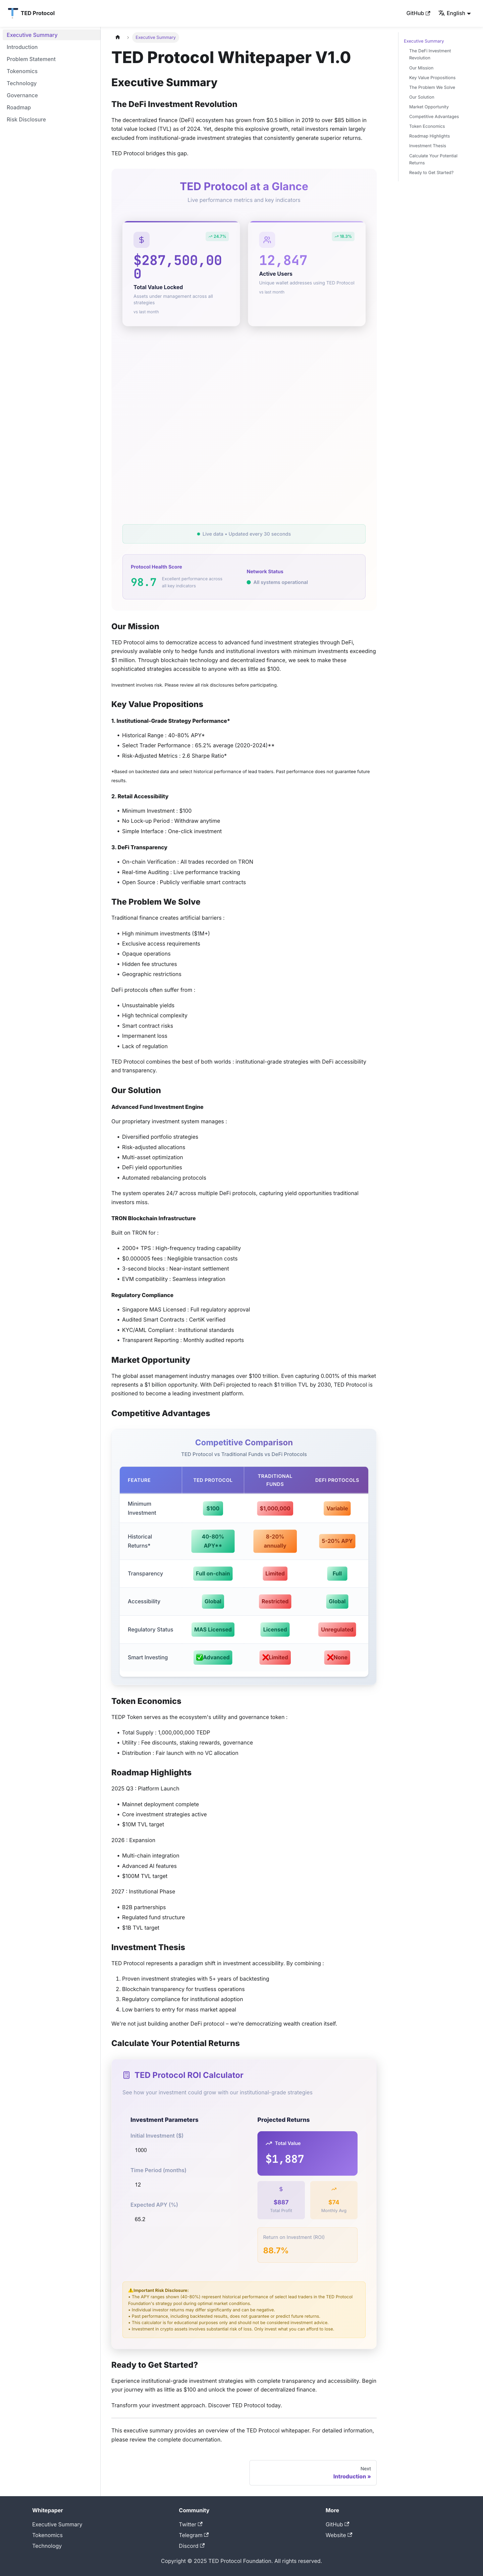 TED Protocol
GitHub
English
Executive Summary
Introduction
Problem Statement
Tokenomics
Technology
Governance
Roadmap
Risk Disclosure
Executive Summary
TED Protocol Whitepaper V1.0
Executive Summary
The DeFi Investment Revolution
The decentralized finance (DeFi) ecosystem has grown from $0.5 billion in 2019 to over $85 billion in
total value locked (TVL) as of 2024. Yet, despite this explosive growth, retail investors remain largely
excluded from institutional-grade investment strategies that consistently generate superior returns.
TED Protocol bridges this gap.
TED Protocol at a Glance
Live performance metrics and key indicators
24.7%
$287,500,00
0
Total Value Locked
Assets under management across all
strategies
vs last month
18.2%
12,847
Active Users
Unique wallet addresses using TED Protocol
vs last month
Live data • Updated every 30 seconds
Protocol Health Score
98.7
Excellent performance across
all key indicators
Network Status
All systems operational
Our Mission
TED Protocol aims to democratize access to advanced fund investment strategies through DeFi,
previously available only to hedge funds and institutional investors with minimum investments exceeding
$1 million. Through blockchain technology and decentralized finance, we seek to make these
sophisticated strategies accessible to anyone with as little as $100.
Investment involves risk. Please review all risk disclosures before participating.
Key Value Propositions
1. Institutional-Grade Strategy Performance*
• Historical Range : 40-80% APY*
• Select Trader Performance : 65.2% average (2020-2024)**
• Risk-Adjusted Metrics : 2.6 Sharpe Ratio*
*Based on backtested data and select historical performance of lead traders. Past performance does not guarantee future
results.
2. Retail Accessibility
• Minimum Investment : $100
• No Lock-up Period : Withdraw anytime
• Simple Interface : One-click investment
3. DeFi Transparency
• On-chain Verification : All trades recorded on TRON
• Real-time Auditing : Live performance tracking
• Open Source : Publicly verifiable smart contracts
The Problem We Solve
Traditional finance creates artificial barriers :
• High minimum investments ($1M+)
• Exclusive access requirements
• Opaque operations
• Hidden fee structures
• Geographic restrictions
DeFi protocols often suffer from :
• Unsustainable yields
• High technical complexity
• Smart contract risks
• Impermanent loss
• Lack of regulation
TED Protocol combines the best of both worlds : institutional-grade strategies with DeFi accessibility
and transparency.
Our Solution
Advanced Fund Investment Engine
Our proprietary investment system manages :
• Diversified portfolio strategies
• Risk-adjusted allocations
• Multi-asset optimization
• DeFi yield opportunities
• Automated rebalancing protocols
The system operates 24/7 across multiple DeFi protocols, capturing yield opportunities traditional
investors miss.
TRON Blockchain Infrastructure
Built on TRON for :
• 2000+ TPS : High-frequency trading capability
• $0.000005 fees : Negligible transaction costs
• 3-second blocks : Near-instant settlement
• EVM compatibility : Seamless integration
Regulatory Compliance
• Singapore MAS Licensed : Full regulatory approval
• Audited Smart Contracts : CertiK verified
• KYC/AML Compliant : Institutional standards
• Transparent Reporting : Monthly audited reports
Market Opportunity
The global asset management industry manages over $100 trillion. Even capturing 0.001% of this market
represents a $1 billion opportunity. With DeFi projected to reach $1 trillion TVL by 2030, TED Protocol is
positioned to become a leading investment platform.
Competitive Advantages
Competitive Comparison
TED Protocol vs Traditional Funds vs DeFi Protocols
FEATURE
TED PROTOCOL
TRADITIONAL
FUNDS
DEFI PROTOCOLS
Minimum
Investment
$100
$1,000,000
Variable
Historical
Returns*
40-80%
APY**
8-20%
annually
5-20% APY
Transparency
Full on-chain
Limited
Full
Accessibility
Global
Restricted
Global
Regulatory Status
MAS Licensed
Licensed
Unregulated
Smart Investing
✅Advanced
❌Limited
❌None
Token Economics
TEDP Token serves as the ecosystem's utility and governance token :
• Total Supply : 1,000,000,000 TEDP
• Utility : Fee discounts, staking rewards, governance
• Distribution : Fair launch with no VC allocation
Roadmap Highlights
2025 Q3 : Platform Launch
• Mainnet deployment complete
• Core investment strategies active
• $10M TVL target
2026 : Expansion
• Multi-chain integration
• Advanced AI features
• $100M TVL target
2027 : Institutional Phase
• B2B partnerships
• Regulated fund structure
• $1B TVL target
Investment Thesis
TED Protocol represents a paradigm shift in investment accessibility. By combining :
1. Proven investment strategies with 5+ years of backtesting
2. Blockchain transparency for trustless operations
3. Regulatory compliance for institutional adoption
4. Low barriers to entry for mass market appeal
We're not just building another DeFi protocol – we're democratizing wealth creation itself.
Calculate Your Potential Returns
TED Protocol ROI Calculator
See how your investment could grow with our institutional-grade strategies
Investment Parameters
Initial Investment ($)
1000
Time Period (months)
12
Expected APY (%)
65.2
Projected Returns
Total Value
$1,887
$887
Total Profit
$74
Monthly Avg
Return on Investment (ROI)
88.7%
⚠️Important Risk Disclosure:
• The APY ranges shown (40-80%) represent historical performance of select lead traders in the TED Protocol
Foundation's strategy pool during optimal market conditions.
• Individual investor returns may differ significantly and can be negative.
• Past performance, including backtested results, does not guarantee or predict future returns.
• This calculator is for educational purposes only and should not be considered investment advice.
• Investment in crypto assets involves substantial risk of loss. Only invest what you can afford to lose.
Ready to Get Started?
Experience institutional-grade investment strategies with complete transparency and accessibility. Begin
your journey with as little as $100 and unlock the power of decentralized finance.
Transform your investment approach. Discover TED Protocol today.
This executive summary provides an overview of the TED Protocol whitepaper. For detailed information,
please review the complete documentation.
Next
Introduction »
Executive Summary
The DeFi Investment
Revolution
Our Mission
Key Value Propositions
The Problem We Solve
Our Solution
Market Opportunity
Competitive Advantages
Token Economics
Roadmap Highlights
Investment Thesis
Calculate Your Potential
Returns
Ready to Get Started?
Whitepaper
Executive Summary
Tokenomics
Technology
Community
Twitter
Telegram
Discord
More
GitHub
Website
Copyright © 2025 TED Protocol Foundation. All rights reserved.